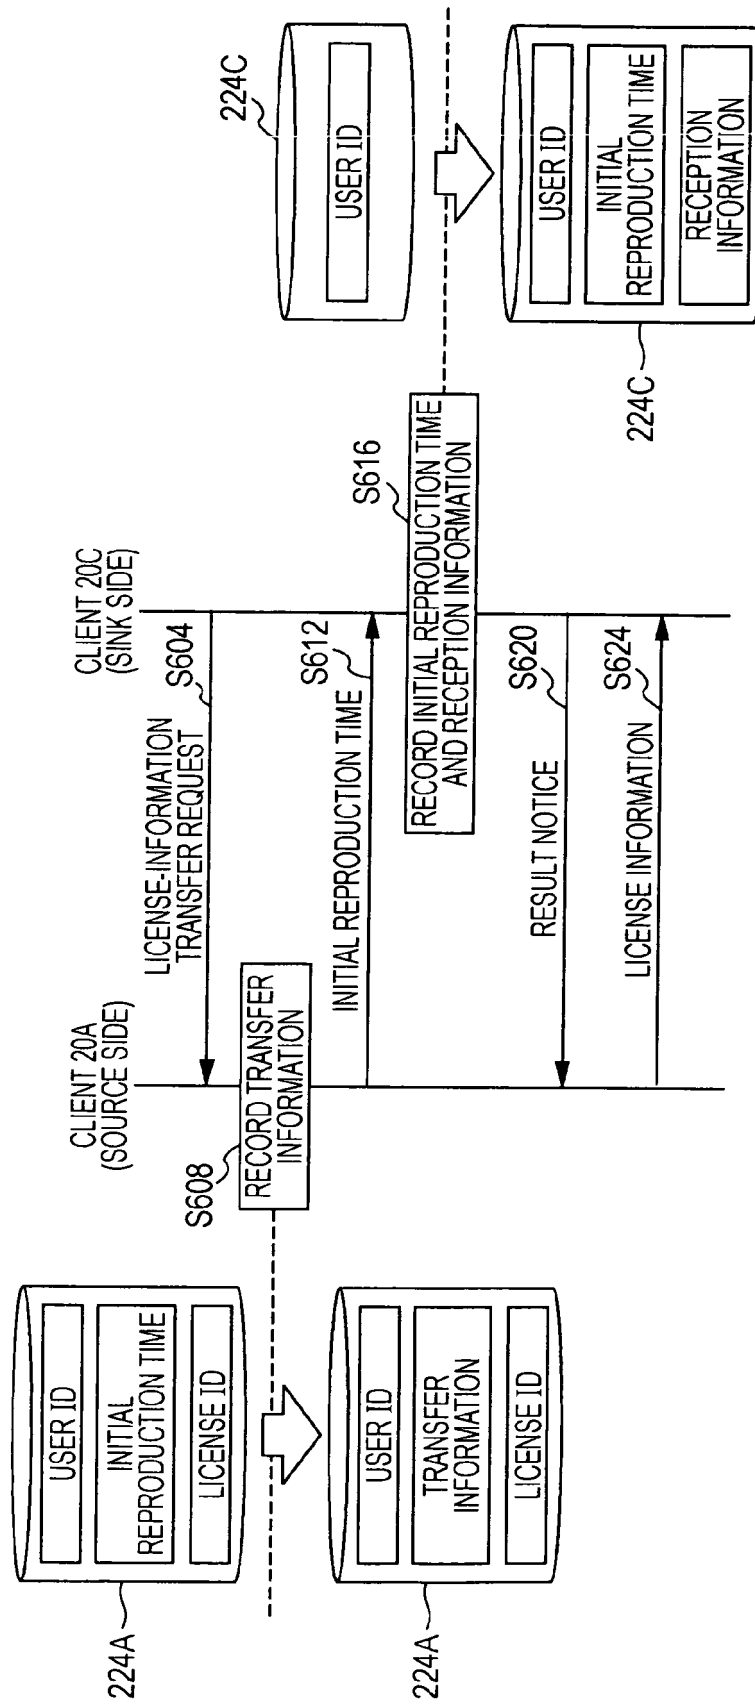 224A
USER ID
INITIAL
REPRODUCTION TIME
LICENSE ID
224A
USER ID
TRANSFER
INFORMATION
LICENSE ID
CLIENT 20A
(SOURCE SIDE)
S608
RECORD TRANSFER
INFORMATION
LICENSE-INFORMATION
TRANSFER REQUEST
S604
INITIAL REPRODUCTION TIME
S612
RESULT NOTICE
S620
LICENSE INFORMATION
S624
CLIENT 20C
(SINK SIDE)
S616
RECORD INITIAL REPRODUCTION TIME
AND RECEPTION INFORMATION
224C
USER ID
224C
USER ID
INITIAL
REPRODUCTION TIME
RECEPTION
INFORMATION